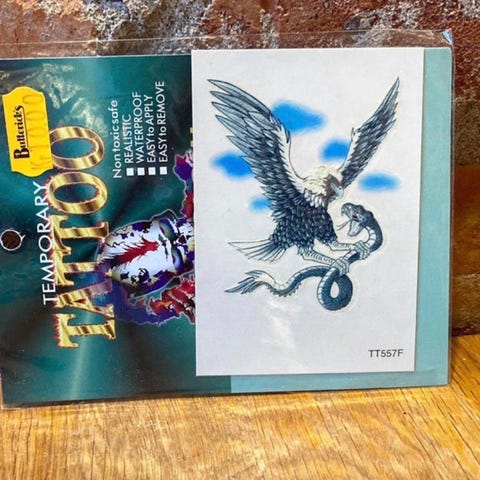 TEMPORARY
TATTOO
Non toxic safe
REALISTIC
WATERPROOF
EASY to APPLY
EASY to REMOVE
Butterick's
TT557F